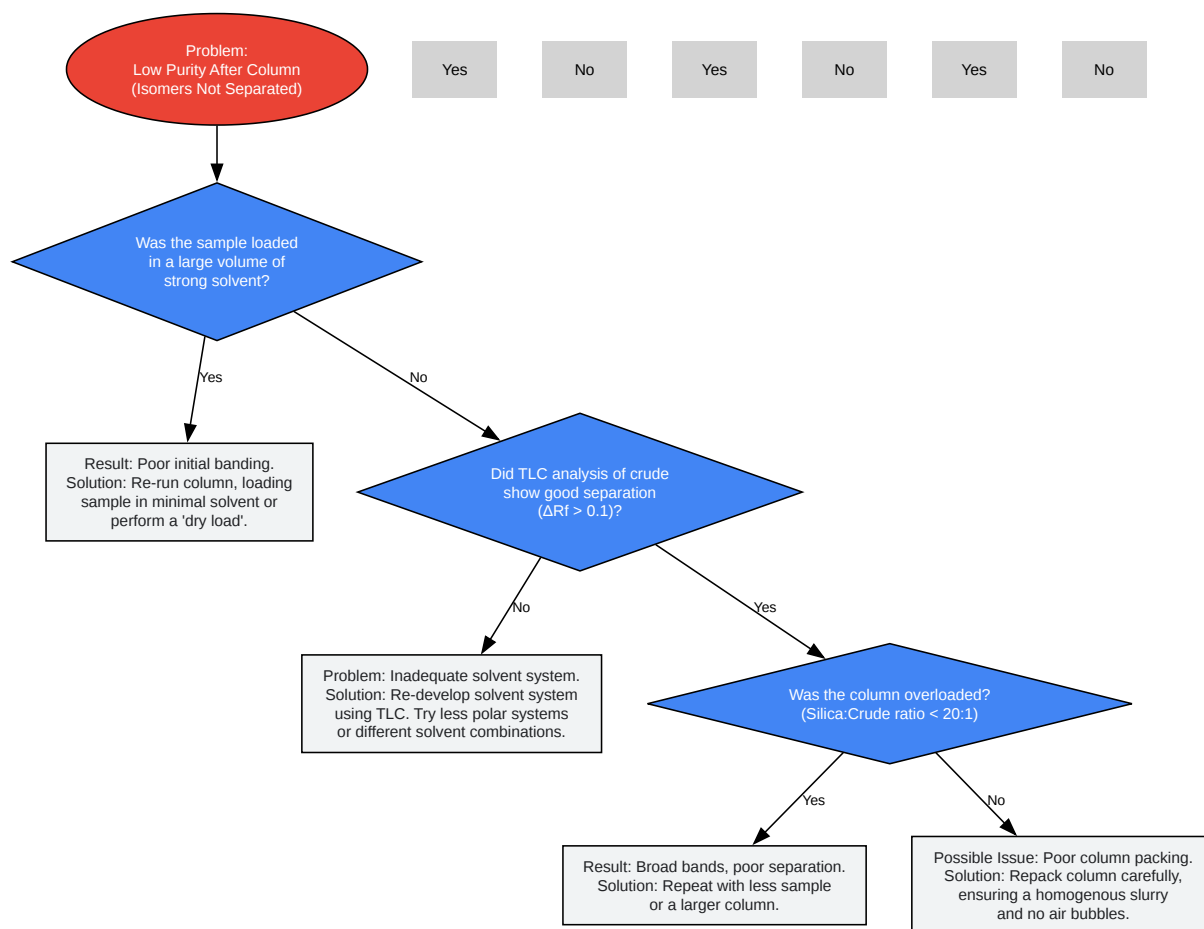 Problem:
Low Purity After Column
(Isomers Not Separated)
Yes
No
Yes
No
Yes
No
Was the sample loaded
in a large volume of
strong solvent?
Yes
No
Result: Poor initial banding.
Solution: Re-run column, loading
sample in minimal solvent or
perform a 'dry load'.
Did TLC analysis of crude
show good separation
(ΔRf > 0.1)?
No
Yes
Problem: Inadequate solvent system.
Solution: Re-develop solvent system
using TLC. Try less polar systems
or different solvent combinations.
Was the column overloaded?
(Silica:Crude ratio < 20:1)
Yes
No
Result: Broad bands, poor separation.
Solution: Repeat with less sample
or a larger column.
Possible Issue: Poor column packing.
Solution: Repack column carefully,
ensuring a homogenous slurry
and no air bubbles.